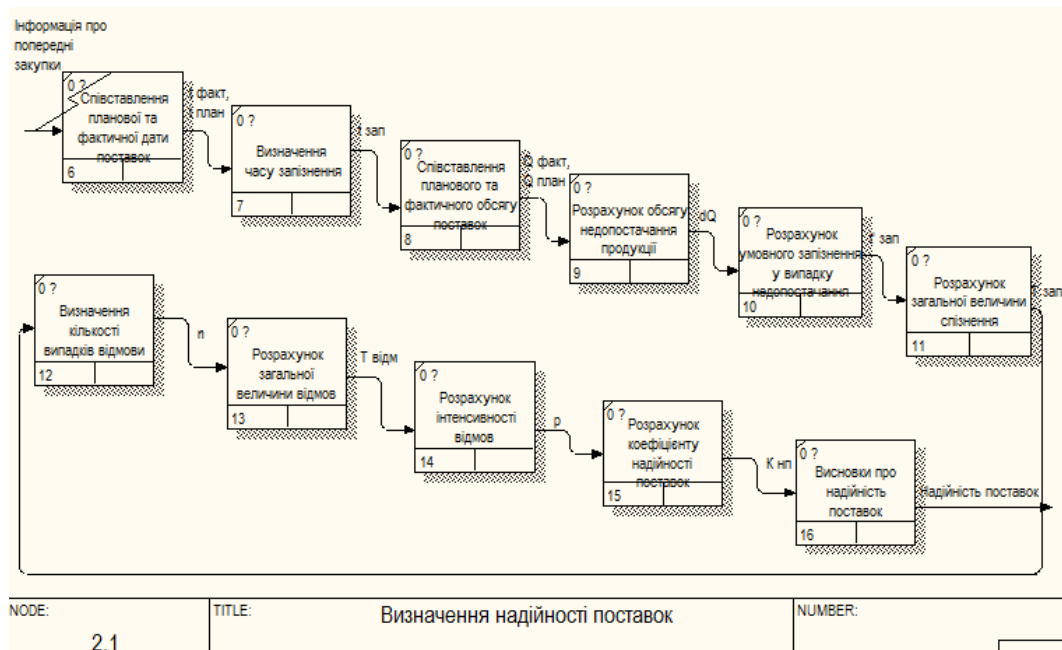 Інформація про
попередні
закупки
0 ?
Співставлення
планової та
фактичної дати
поставок
6
t факт,
t план
0 ?
Визначення
часу запізнення
7
t зап
0 ?
Співставлення
планового та
фактичного обсягу
поставок
8
Q факт,
Q план
0 ?
Розрахунок обсягу
недопостачання
продукції
9
dQ
0 ?
Розрахунок
умовного запізнення
у випадку
недопостачання
10
зап
0 ?
Розрахунок
загальної величини
спізнення
11
зап
0 ?
Визначення
кількості
випадків відмови
12
n
0 ?
Розрахунок
загальної
величини відмов
13
Т відм
0 ?
Розрахунок
інтенсивності
відмов
14
р
0 ?
Розрахунок
коефіцієнту
надійності
поставок
15
К нп
0 ?
Висновки про
надійність
поставок
16
Надійність поставок
NODE:
2.1
TITLE:
Визначення надійності поставок
NUMBER: